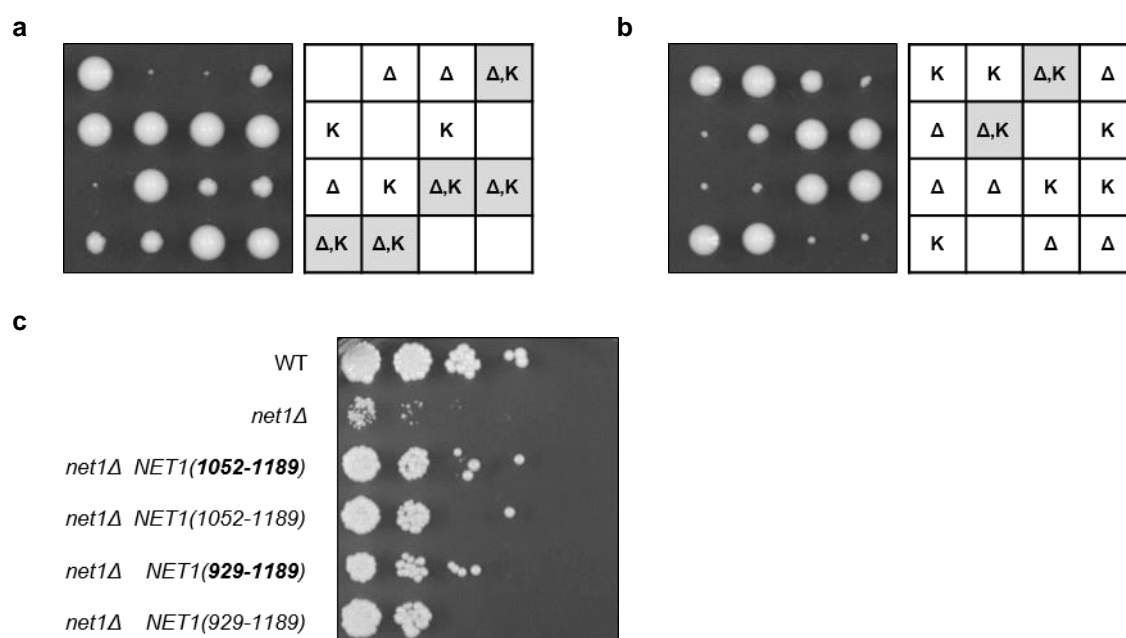 a
Δ Δ Δ,K
K K
Δ K Δ,K Δ,K
Δ,K Δ,K
b
K K Δ,K Δ
Δ Δ,K K
Δ Δ K K
K Δ Δ
c
WT
net1Δ
net1Δ NET1(1052-1189)
net1Δ NET1(1052-1189)
net1Δ NET1(929-1189)
net1Δ NET1(929-1189)